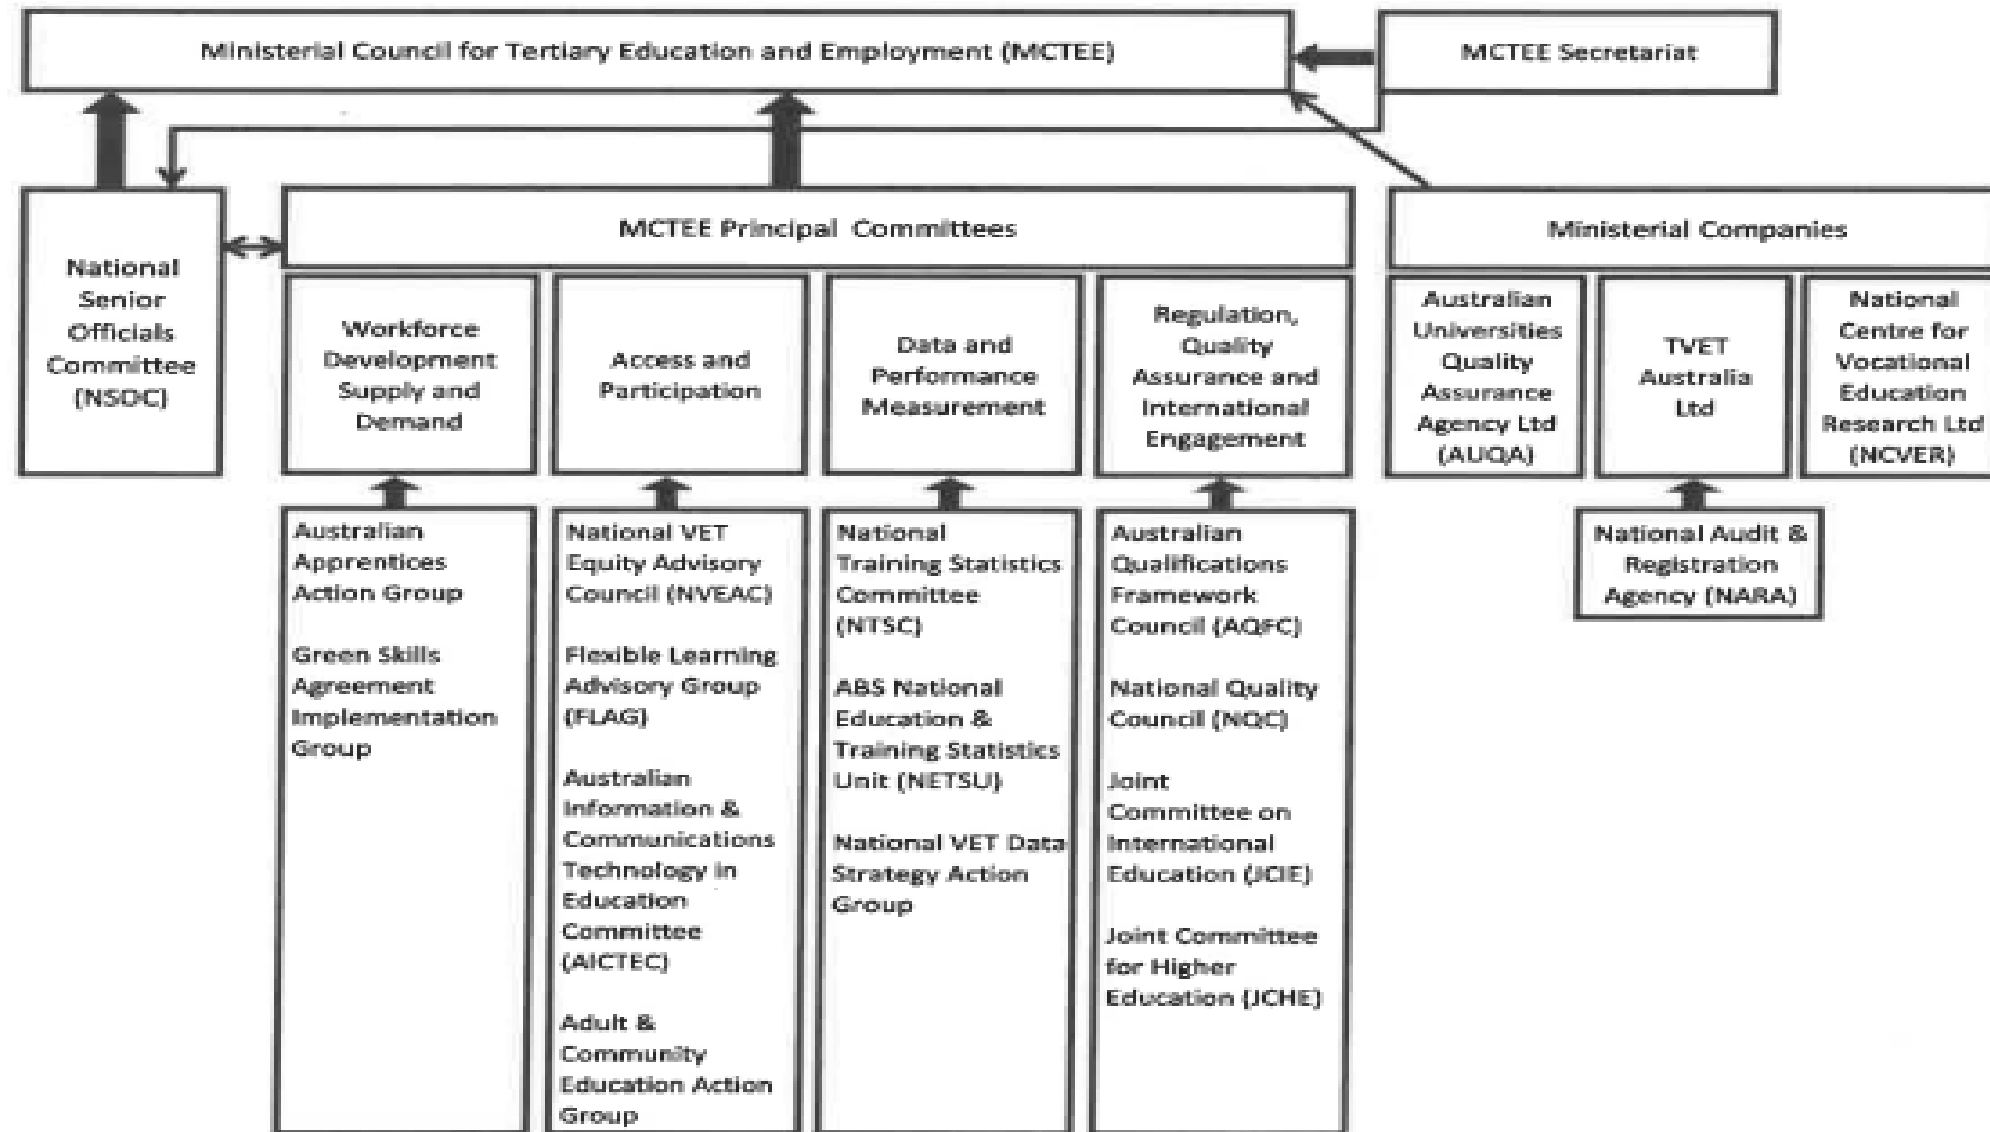 Ministerial Council for Tertiary Education and Employment (MCTEE)
MCTEE Secretariat
National
Senior
Officials
Committee
(NSOC)
MCTEE Principal Committees
Workforce
Development
Supply and
Demand
Access and
Participation
Data and
Performance
Measurement
Regulation,
Quality
Assurance and
International
Engagement
Ministerial Companies
Australian
Universities
Quality
Assurance
Agency Ltd
(AUQA)
TVET
Australia
Ltd
National
Centre for
Vocational
Education
Research Ltd
(NCVER)
Australian
Apprentices
Action Group
Green Skills
Agreement
Implementation
Group
National VET
Equity Advisory
Council (NVEAC)
Flexible Learning
Advisory Group
(FLAG)
Australian
Information &
Communications
Technology in
Education
Committee
(AICTEC)
Adult &
Community
Education Action
Group
National
Training Statistics
Committee
(NTSC)
ABS National
Education &
Training Statistics
Unit (NETSU)
National VET Data
Strategy Action
Group
Australian
Qualifications
Framework
Council (AQFC)
National Quality
Council (NQC)
Joint
Committee on
International
Education (JCIE)
Joint Committee
for Higher
Education (JCHE)
National Audit &
Registration
Agency (NARA)